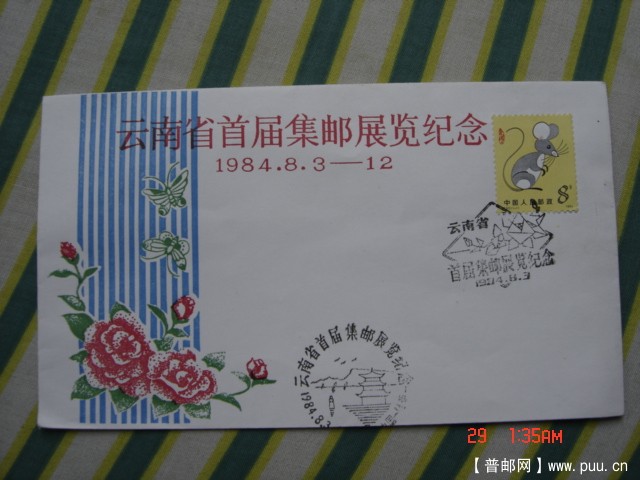 云南省首届集邮展览纪念
1984.8.3—12
8分
中国人民邮政
云南省
首届集邮展览纪念
1984.8.3
云南省首届集邮展览纪念
1984.8.3
29 1:35AM
【普邮网】www.puu.cn